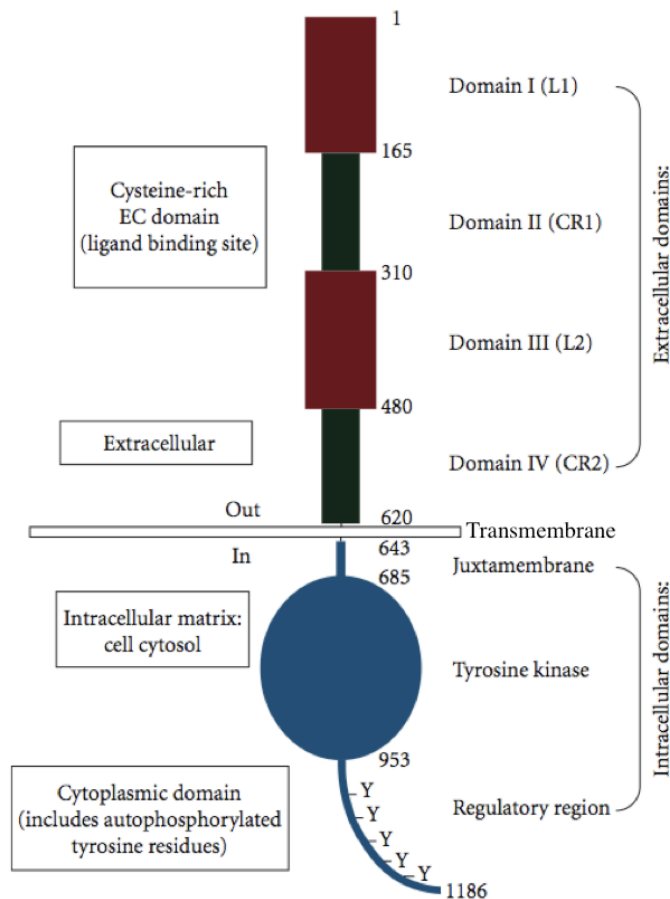 1
Domain I (L1)
165
Cysteine-rich
EC domain
(ligand binding site)
Domain II (CR1)
310
Extracellular domains:
Domain III (L2)
480
Extracellular
Domain IV (CR2)
Out
620
Transmembrane
In
643
Juxtamembrane
685
Intracellular matrix:
cell cytosol
Tyrosine kinase
Intracellular domains:
953
Cytoplasmic domain
(includes autophosphorylated
tyrosine residues)
Y
Y
Y
Y
Y
Regulatory region
1186